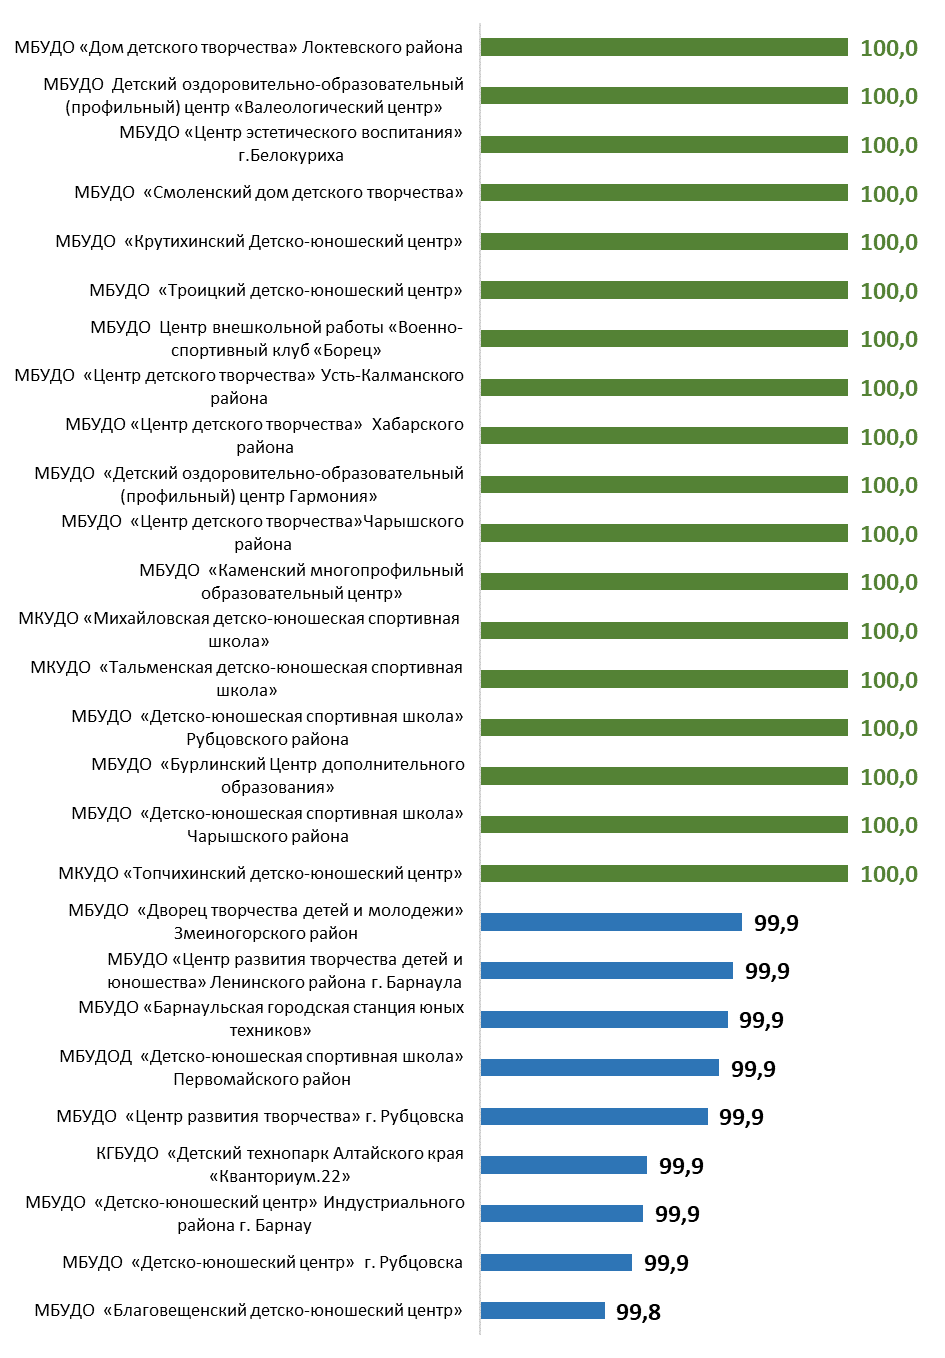 МБУДО «Дом детского творчества» Локтевского района 100,0
МБУДО Детский оздоровительно-образовательный
(профильный) центр «Валеологический центр» 100,0
МБУДО «Центр эстетического воспитания»
г.Белокуриха 100,0
МБУДО «Смоленский дом детского творчества» 100,0
МБУДО «Крутихинский Детско-юношеский центр» 100,0
МБУДО «Троицкий детско-юношеский центр» 100,0
МБУДО Центр внешкольной работы «Военно-
спортивный клуб «Борец» 100,0
МБУДО «Центр детского творчества» Усть-Калманского
района 100,0
МБУДО «Центр детского творчества» Хабарского
района 100,0
МБУДО «Детский оздоровительно-образовательный
(профильный) центр Гармония» 100,0
МБУДО «Центр детского творчества»Чарышского
района 100,0
МБУДО «Каменский многопрофильный
образовательный центр» 100,0
МКУДО «Михайловская детско-юношеская спортивная
школа» 100,0
МКУДО «Тальменская детско-юношеская спортивная
школа» 100,0
МБУДО «Детско-юношеская спортивная школа»
Рубцовского района 100,0
МБУДО «Бурлинский Центр дополнительного
образования» 100,0
МБУДО «Детско-юношеская спортивная школа»
Чарышского района 100,0
МКУДО «Топчихинский детско-юношеский центр» 100,0
МБУДО «Дворец творчества детей и молодежи»
Змеиногорского район 99,9
МБУДО «Центр развития творчества детей и
юношества» Ленинского района г. Барнаула 99,9
МБУДО «Барнаульская городская станция юных
техников» 99,9
МБУДОД «Детско-юношеская спортивная школа»
Первомайского район 99,9
МБУДО «Центр развития творчества» г. Рубцовска 99,9
КГБУДО «Детский технопарк Алтайского края
«Кванториум.22» 99,9
МБУДО «Детско-юношеский центр» Индустриального
района г. Барнау 99,9
МБУДО «Детско-юношеский центр» г. Рубцовска 99,9
МБУДО «Благовещенский детско-юношеский центр» 99,8